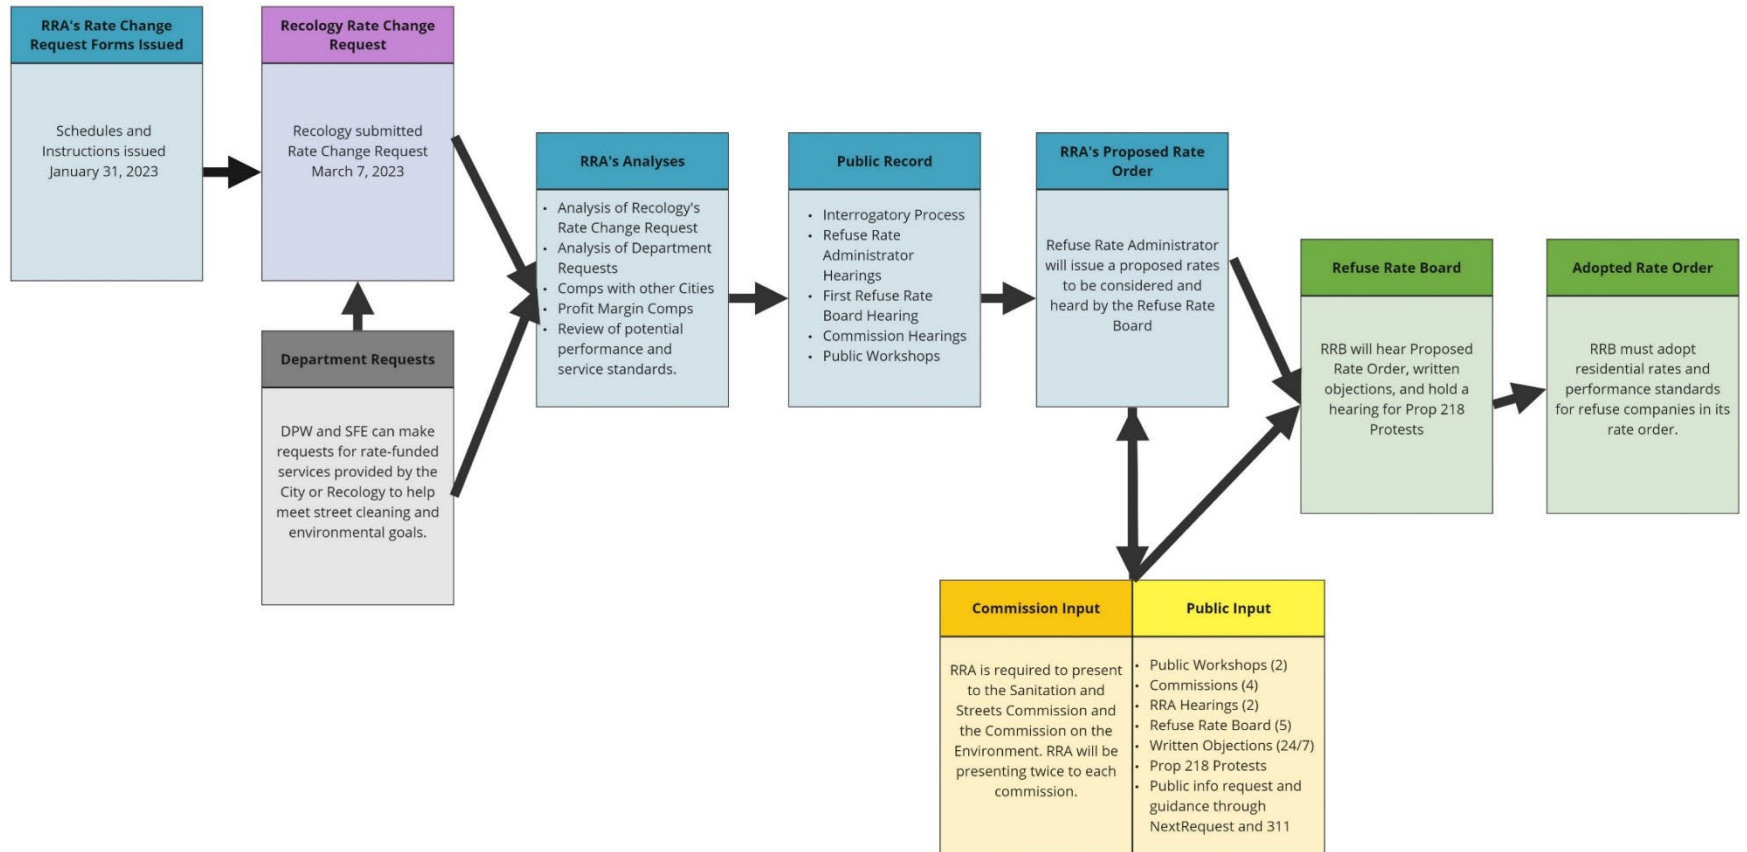 RRA's Rate Change
Request Forms Issued
Schedules and
Instructions issued
January 31, 2023
Recology Rate Change
Request
Recology submitted
Rate Change Request
March 7, 2023
Department Requests
DPW and SFE can make
requests for rate-funded
services provided by the
City or Recology to help
meet street cleaning and
environmental goals.
RRA's Analyses
• Analysis of Recology's
Rate Change Request
• Analysis of Department
Requests
• Comps with other Cities
• Profit Margin Comps
• Review of potential
performance and
service standards.
Public Record
• Interrogatory Process
• Refuse Rate
Administrator
Hearings
• First Refuse Rate
Board Hearing
• Commission Hearings
• Public Workshops
RRA's Proposed Rate
Order
Refuse Rate Administrator
will issue a proposed rates
to be considered and
heard by the Refuse Rate
Board
Commission Input
RRA is required to present
to the Sanitation and
Streets Commission and
the Commission on the
Environment. RRA will be
presenting twice to each
commission.
Public Input
• Public Workshops (2)
• Commissions (4)
• RRA Hearings (2)
• Refuse Rate Board (5)
• Written Objections (24/7)
• Prop 218 Protests
• Public info request and
guidance through
NextRequest and 311
Refuse Rate Board
RRB will hear Proposed
Rate Order, written
objections, and hold a
hearing for Prop 218
Protests
Adopted Rate Order
RRB must adopt
residential rates and
performance standards
for refuse companies in its
rate order.